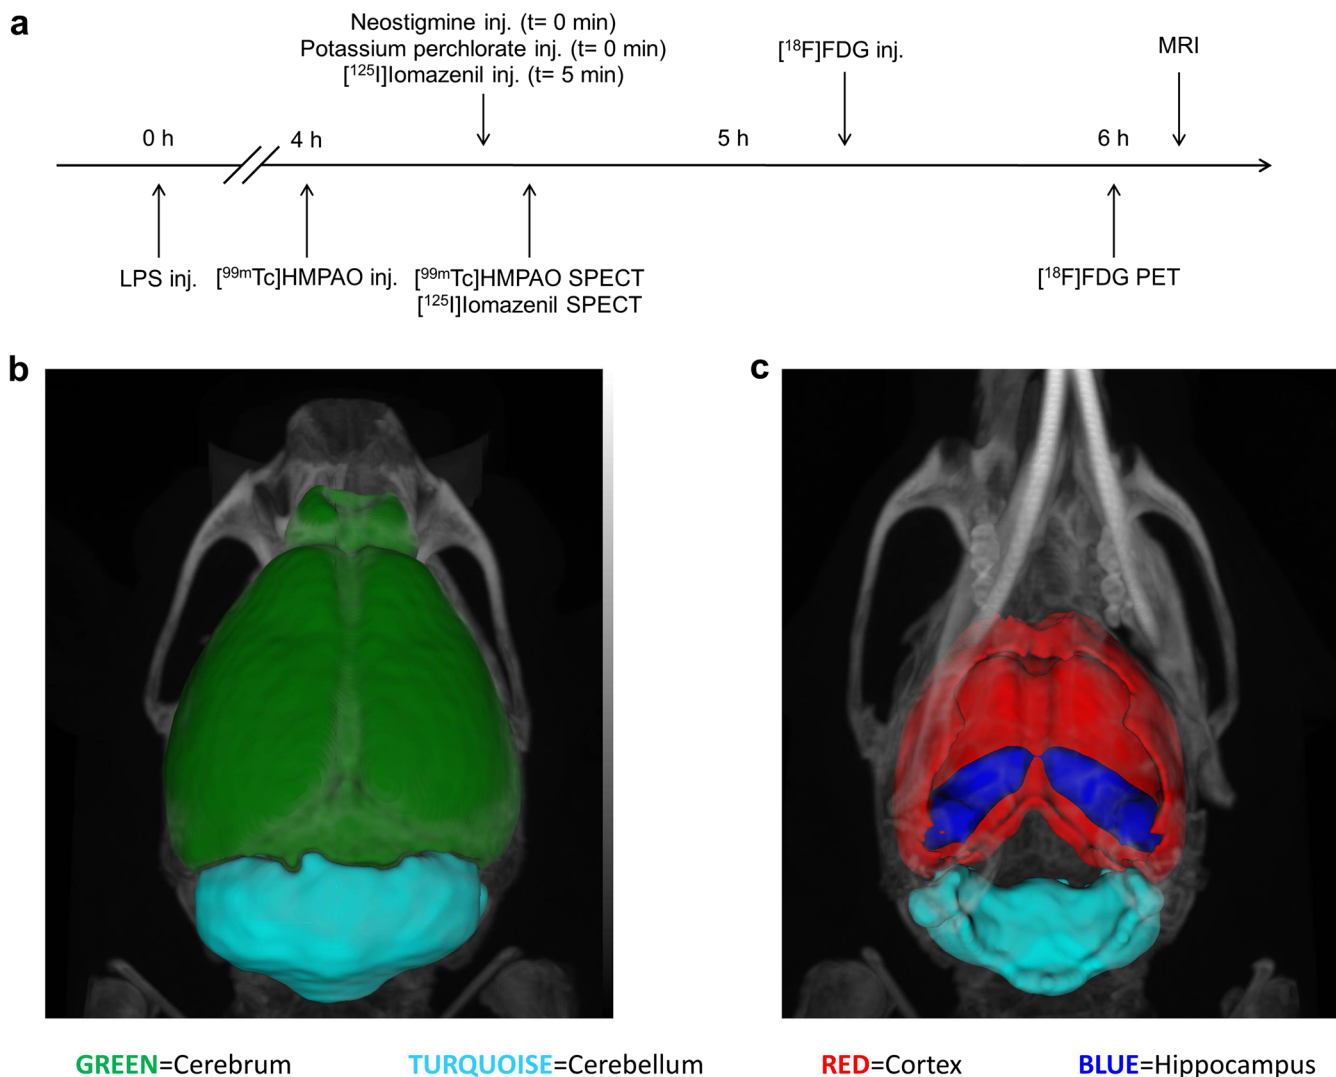 a
Neostigmine inj. (t= 0 min)
Potassium perchlorate inj. (t= 0 min)
[¹²⁵I]Iomazenil inj. (t= 5 min)
[¹⁸F]FDG inj.
MRI
0 h
4 h
5 h
6 h
LPS inj.
[⁹⁹ᵐTc]HMPAO inj.
[⁹⁹ᵐTc]HMPAO SPECT
[¹²⁵I]Iomazenil SPECT
[¹⁸F]FDG PET
b
c
GREEN=Cerebrum
TURQUOISE=Cerebellum
RED=Cortex
BLUE=Hippocampus